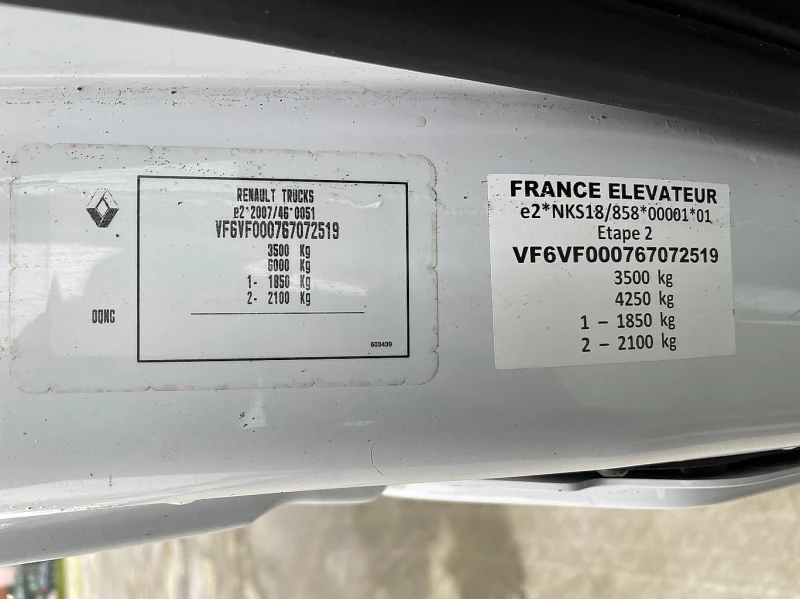 RENAULT TRUCKS
e2*2007/46*0051
VF6VF000767072519
3500 Kg
6000 Kg
1- 1850 Kg
2- 2100 Kg
OQNC
603439
FRANCE ELEVATEUR
e2*NKS18/858*00001*01
Etape 2
VF6VF000767072519
3500 kg
4250 kg
1 – 1850 kg
2 – 2100 kg